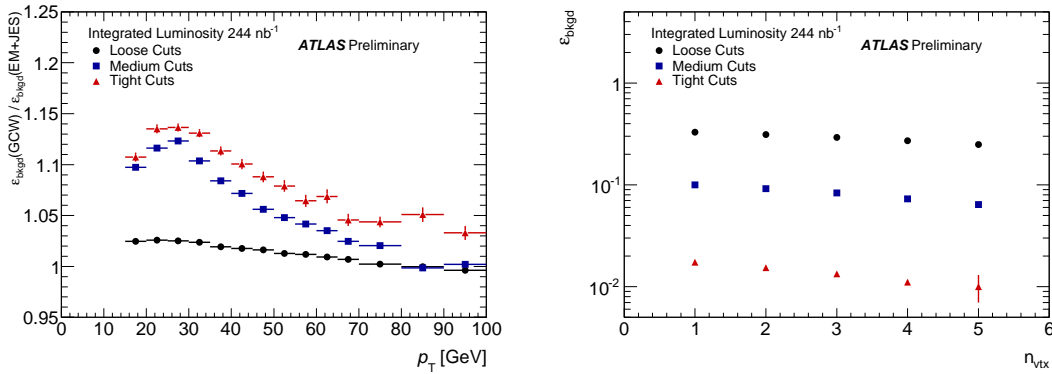 ε_bkgd(GCW) / ε_bkgd(EM+JES)
1.25
1.2
1.15
1.1
1.05
1
0.95
Integrated Luminosity 244 nb⁻¹
ATLAS Preliminary
Loose Cuts
Medium Cuts
Tight Cuts
0 10 20 30 40 50 60 70 80 90 100
p_T [GeV]
ε_bkgd
1
10⁻¹
10⁻²
Integrated Luminosity 244 nb⁻¹
ATLAS Preliminary
Loose Cuts
Medium Cuts
Tight Cuts
0 1 2 3 4 5 6
n_vtx